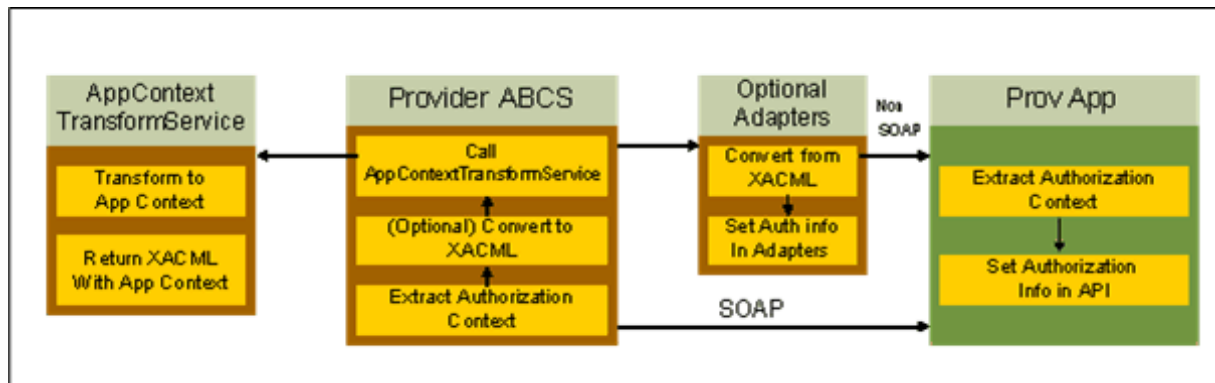 AppContext
TransformService
Transform to
App Context
Return XACML
With App Context
Provider ABCS
Call
AppContextTransformService
(Optional) Convert to
XACML
Extract Authorization
Context
Optional
Adapters
Convert from
XACML
Set Auth info
In Adapters
Non
SOAP
SOAP
Prov App
Extract Authorization
Context
Set Authorization
Info in API